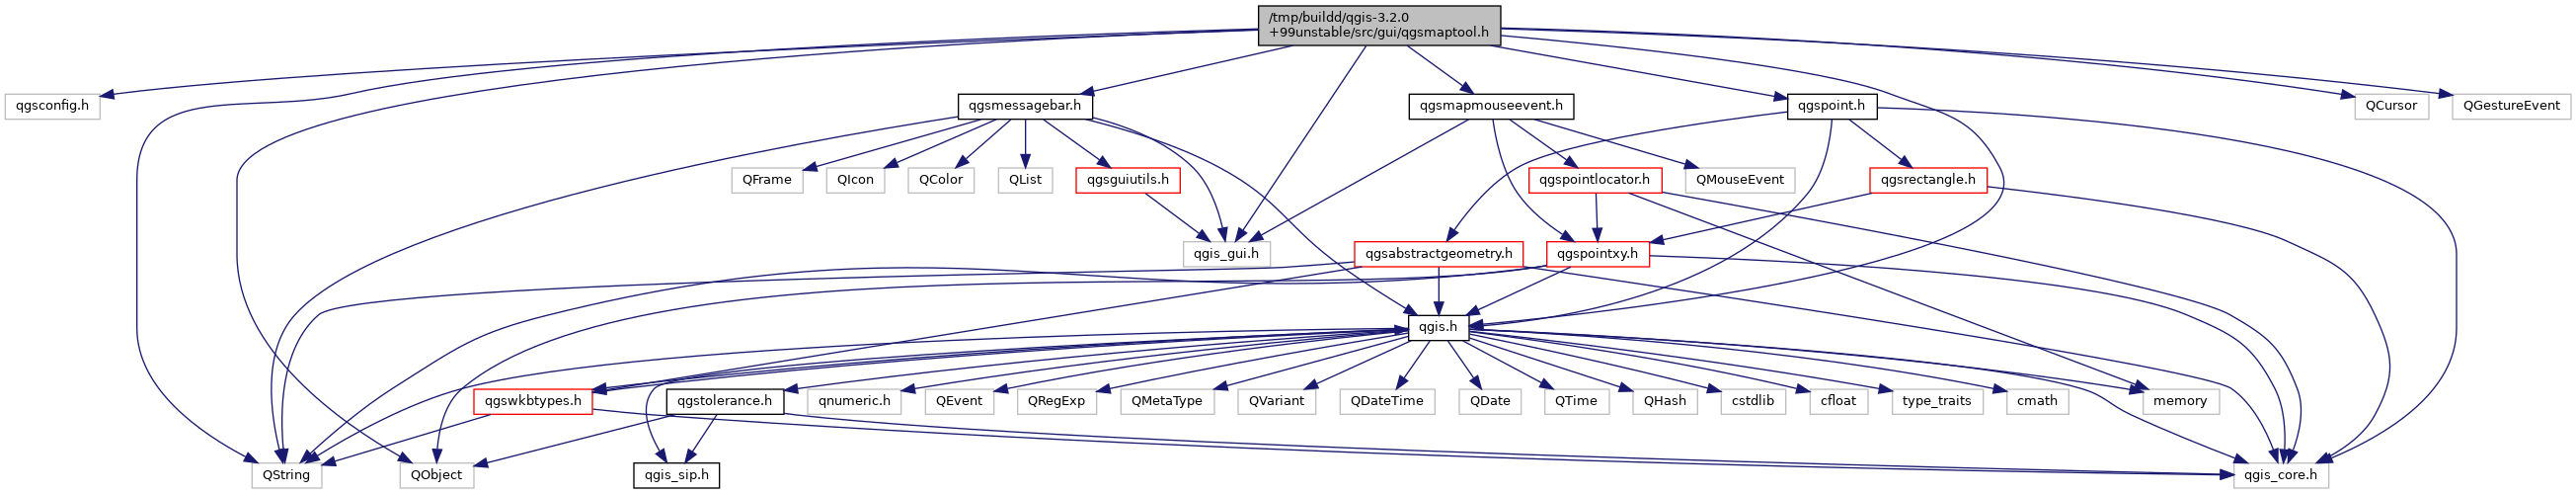 /tmp/buildd/qgis-3.2.0
+99unstable/src/gui/qgsmaptool.h
qgsconfig.h
qgsmessagebar.h
qgsmapmouseevent.h
qgspoint.h
QCursor
QGestureEvent
QFrame
QIcon
QColor
QList
qgsguiutils.h
qgspointlocator.h
QMouseEvent
qgsrectangle.h
qgis_gui.h
qgsabstractgeometry.h
qgspointxy.h
qgis.h
qgswkbtypes.h
qgstolerance.h
qnumeric.h
QEvent
QRegExp
QMetaType
QVariant
QDateTime
QDate
QTime
QHash
cstdlib
cfloat
type_traits
cmath
memory
QString
QObject
qgis_sip.h
qgis_core.h